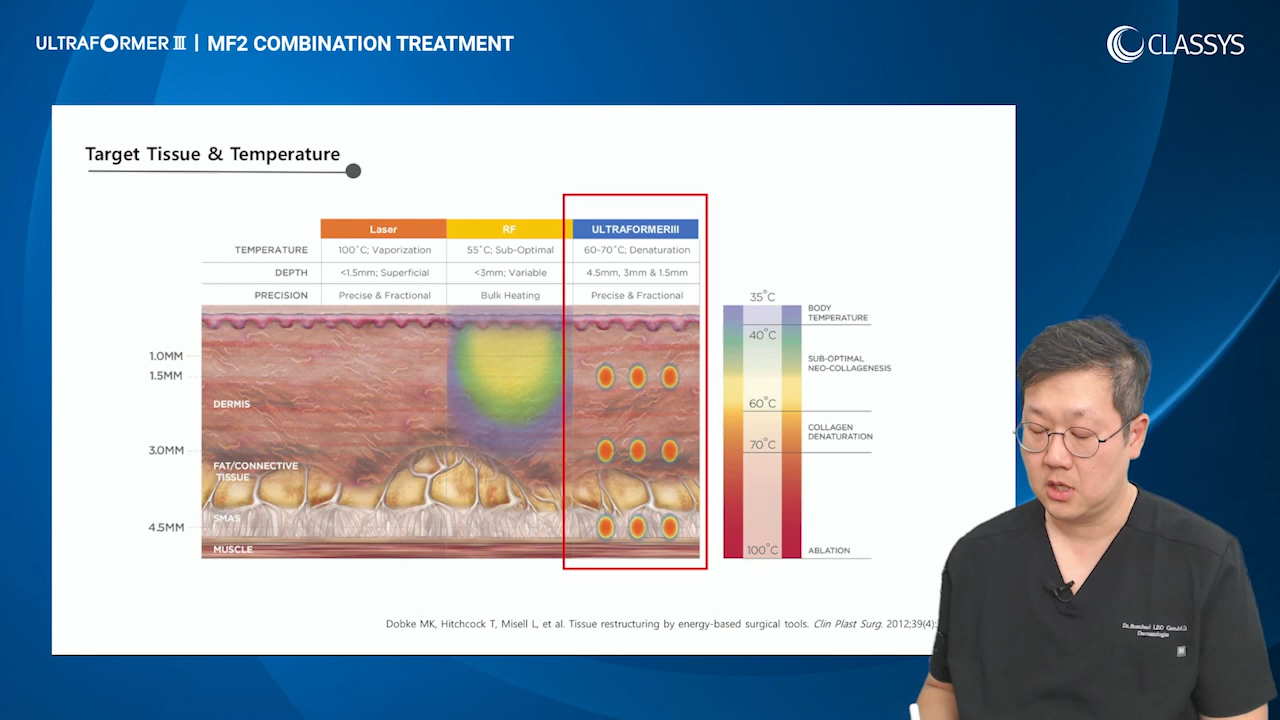 ULTRAFORMER III | MF2 COMBINATION TREATMENT
CLASSYS
Target Tissue & Temperature
Laser RF ULTRAFORMERIII
TEMPERATURE 100˚C; Vaporization 55˚C; Sub-Optimal 60-70˚C; Denaturation
DEPTH <1.5mm; Superficial <3mm; Variable 4.5mm, 3mm & 1.5mm
PRECISION Precise & Fractional Bulk Heating Precise & Fractional
1.0MM
1.5MM
DERMIS
3.0MM
FAT/CONNECTIVE
TISSUE
SMAS
4.5MM
MUSCLE
35˚C
BODY
TEMPERATURE
40˚C
SUB-OPTIMAL
NEO-COLLAGENESIS
60˚C
COLLAGEN
DENATURATION
70˚C
100˚C
ABLATION
Dobke MK, Hitchcock T, Misell L, et al. Tissue restructuring by energy-based surgical tools. Clin Plast Surg. 2012;39(4):